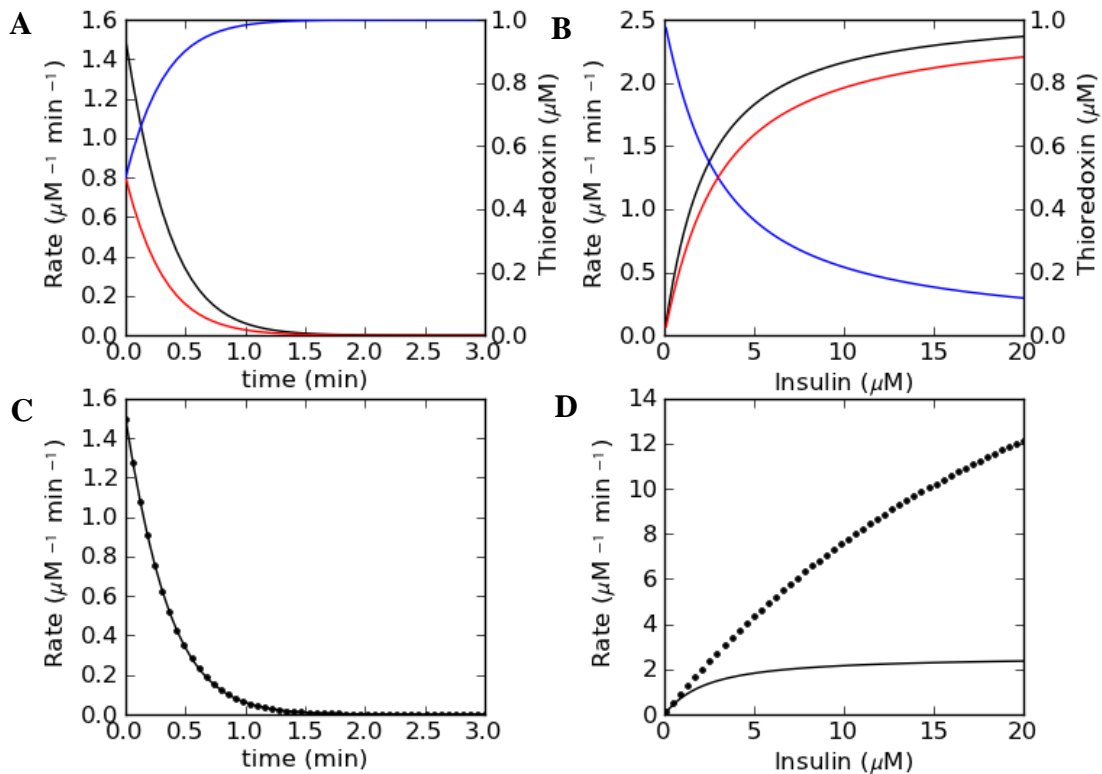 A
1.6
1.4
1.2
1.0
0.8
0.6
0.4
0.2
0.0
Rate (μM ⁻¹ min ⁻¹ )
1.0
0.8
0.6
0.4
0.2
0.0
Thioredoxin (μM)
0.0 0.5 1.0 1.5 2.0 2.5 3.0
time (min)
B
2.5
2.0
1.5
1.0
0.5
0.0
Rate (μM ⁻¹ min ⁻¹ )
1.0
0.8
0.6
0.4
0.2
0.0
Thioredoxin (μM)
0 5 10 15 20
Insulin (μM)
C
1.6
1.4
1.2
1.0
0.8
0.6
0.4
0.2
0.0
Rate (μM ⁻¹ min ⁻¹ )
0.0 0.5 1.0 1.5 2.0 2.5 3.0
time (min)
D
14
12
10
8
6
4
2
0
Rate (μM ⁻¹ min ⁻¹ )
0 5 10 15 20
Insulin (μM)